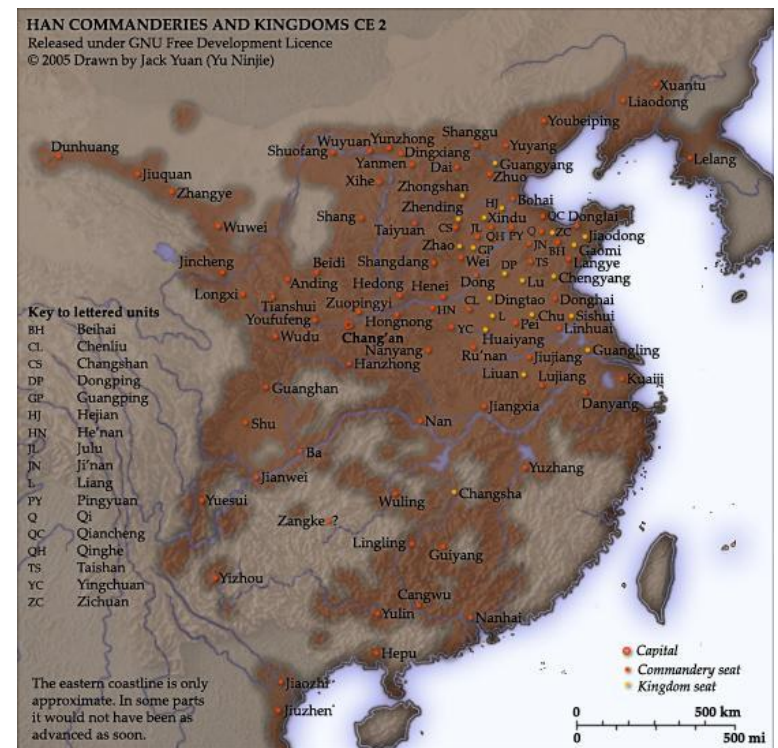 HAN COMMANDERIES AND KINGDOMS CE 2
Released under GNU Free Development Licence
© 2005 Drawn by Jack Yuan (Yu Ninjie)
Xuantu
Liaodong
Youbeiping
Shanggu
Wuyuan
Yunzhong
Dingxiang
Yuyang
Dunhuang
Shuofang
Yanmen
Dai
Guangyang
Lelang
Zhuo
Jiuquan
Xihe
Zhangye
Zhongshan
HJ
Bohai
Zhending
Xindu
QC
Donglai
Shang
Wuwei
Taiyuan
CS
JL
QH
PY
Q
ZC
Jiaodong
Zhao
GP
JN
BH
Gaomi
Jincheng
Beidi
Shangdang
Wei
DP
TS
Langye
Anding
Hedong
Henei
Dong
Lu
Chengyang
Longxi
Tianshui
Zuopingyi
CL
Dingtao
Donghai
Key to lettered units
Youfufeng
Hongnong
HN
L
Chu
Sishui
Pei
Linhuai
Wudu
Chang'an
YC
Huaiyang
Nanyang
Ru'nan
Jiujiang
Guangling
Hanzhong
Liuan
Lujiang
Kuaiji
Guanghan
Danyang
Jiangxia
Shu
Nan
Ba
Yuzhang
Jianwei
Yuesui
Wuling
Changsha
Zangke ?
Lingling
Guiyang
Yizhou
Cangwu
Yulin
Nanhai
Hepu
Jiaozhi
Jiuzhen
BH Beihai
CL Chenliu
CS Changshan
DP Dongping
GP Guangping
HJ Hejian
HN He'nan
JL Julu
JN Ji'nan
L Liang
PY Pingyuan
Q Qi
QC Qiancheng
QH Qinghe
TS Taishan
YC Yingchuan
ZC Zichuan
The eastern coastline is only
approximate. In some parts
it would not have been as
advanced as soon.
Capital
Commandery seat
Kingdom seat
0 500 km
0 500 mi